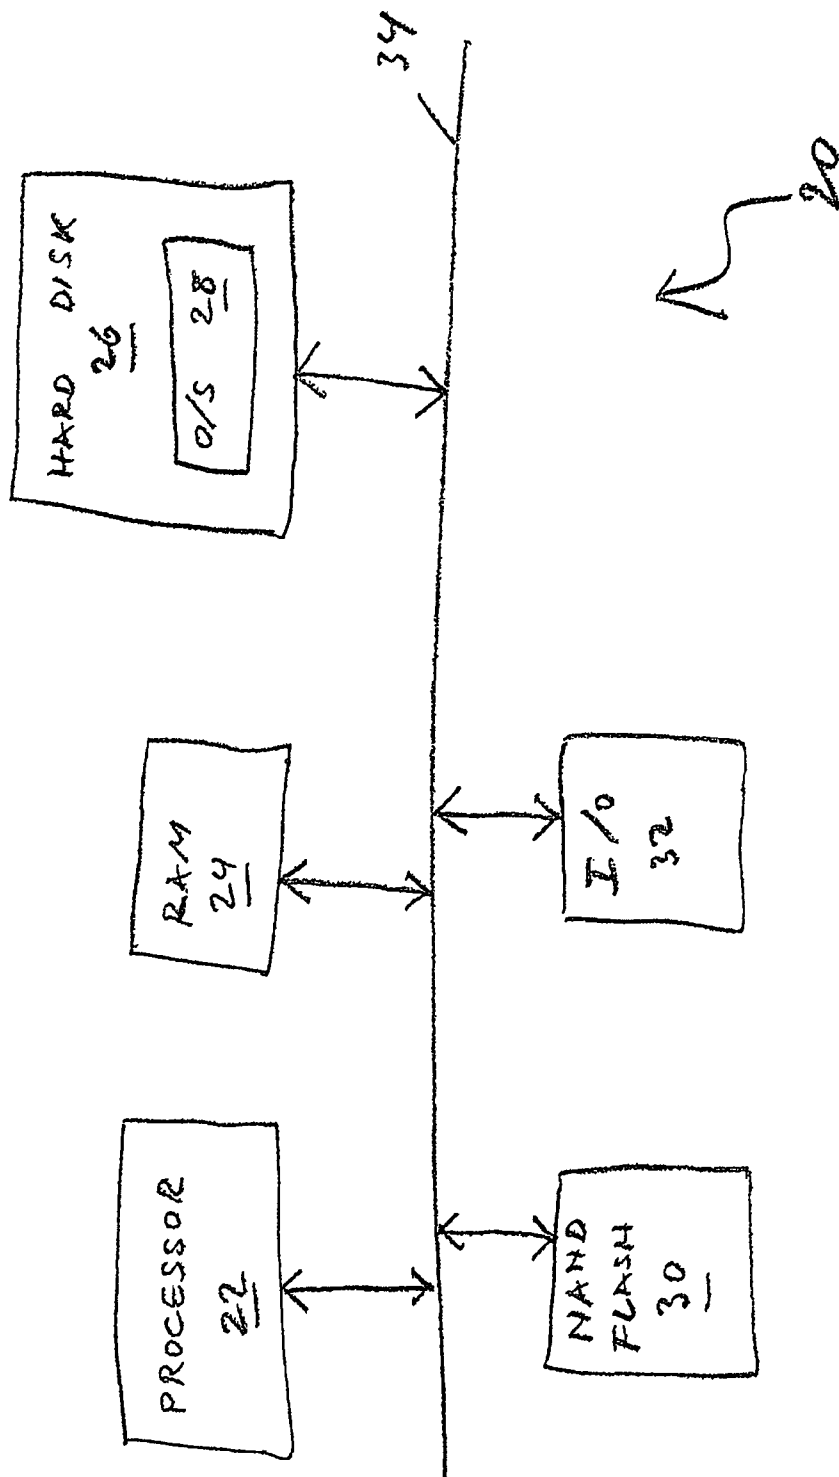 PROCESSOR
22
RAM
24
HARD DISK
26
O/S 28
34
NAND
FLASH
30
I/O
32
20